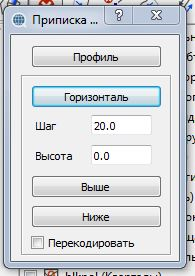 Приписка ...
Профиль
Горизонталь
Шаг 20.0
Высота 0.0
Выше
Ниже
Перекодировать